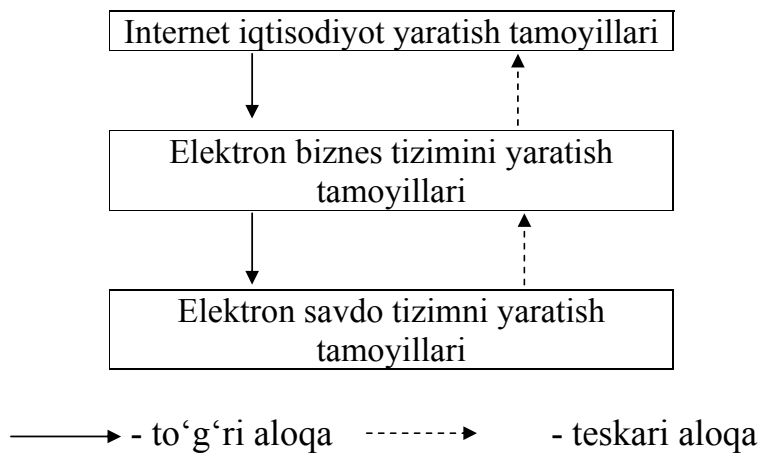 Internet iqtisodiyot yaratish tamoyillari
Elektron biznes tizimini yaratish
tamoyillari
Elektron savdo tizimni yaratish
tamoyillari
- to‘g‘ri aloqa - teskari aloqa